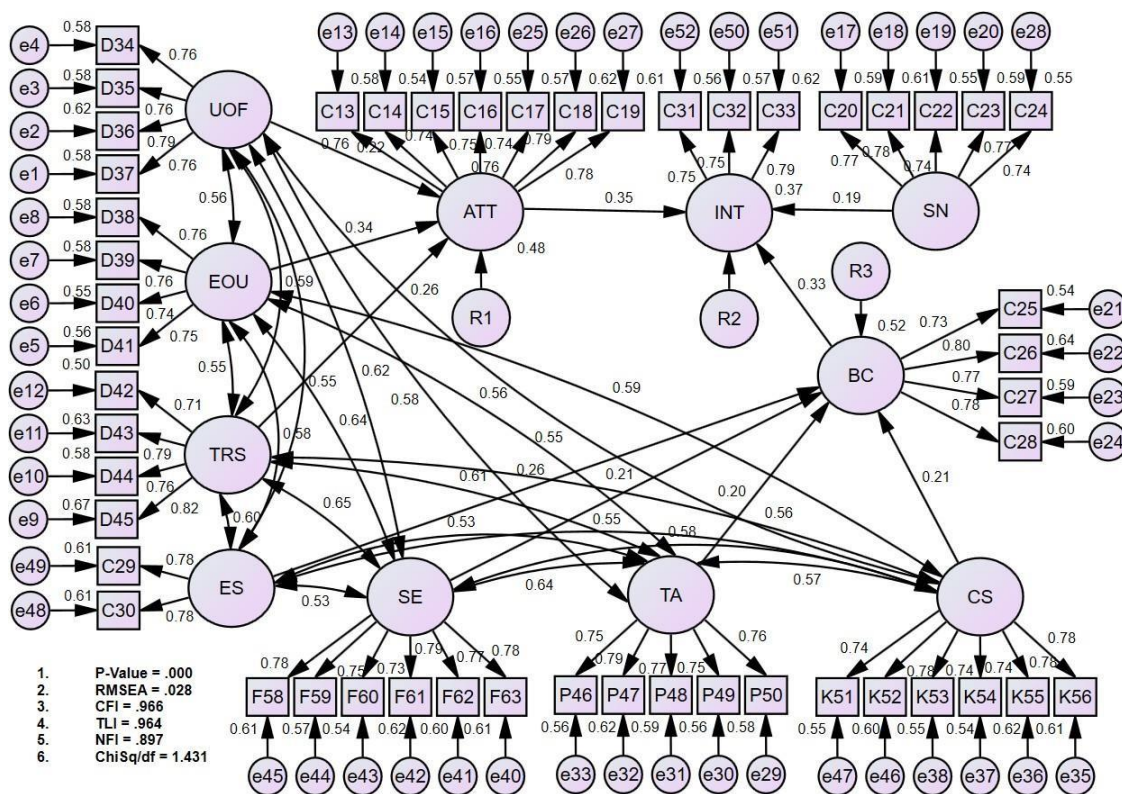 e13 e14 e15 e16 e25 e26 e27 e52 e50 e51 e17 e18 e19 e20 e28
0.58 0.54 0.57 0.55 0.57 0.62 0.61 0.56 0.57 0.62 0.59 0.61 0.55 0.59 0.55
C13 C14 C15 C16 C17 C18 C19 C31 C32 C33 C20 C21 C22 C23 C24
e4 0.58 D34 0.76
e3 0.58 D35 0.76
e2 0.62 D36 0.79
e1 0.58 D37 0.76
UOF
0.76 0.22 0.74 0.75 0.76 0.74 0.79 0.78
0.75 0.75 0.79
0.77 0.78 0.74 0.77 0.74
ATT 0.35 INT 0.37 0.19 SN
0.56 0.34 0.48
e8 0.58 D38 0.76
e7 0.58 D39 0.76
e6 0.55 D40 0.74
e5 0.56 D41 0.75
EOU
0.59 0.26 R1 R2 0.33 R3
0.52 BC
0.73 C25 0.54 e21
0.80 C26 0.64 e22
0.77 C27 0.59 e23
0.78 C28 0.60 e24
0.55 0.55 0.62 0.58 0.56 0.59
e12 0.50 D42 0.71
e11 0.63 D43 0.79
e10 0.58 D44 0.76
e9 0.67 D45 0.82
TRS
0.58 0.64 0.55
0.61 0.26 0.21 0.20 0.21
0.60 0.65 0.53 0.55 0.58 0.56
e49 0.61 C29 0.78
e48 0.61 C30 0.78
ES 0.53 SE 0.64 TA 0.57 CS
0.78 0.75 0.73 0.79 0.77 0.78
0.75 0.79 0.77 0.75 0.76
0.74 0.78 0.74 0.74 0.78 0.78
F58 F59 F60 F61 F62 F63 P46 P47 P48 P49 P50 K51 K52 K53 K54 K55 K56
0.61 0.57 0.54 0.62 0.60 0.61 0.56 0.62 0.59 0.56 0.58 0.55 0.60 0.55 0.54 0.62 0.61
e45 e44 e43 e42 e41 e40 e33 e32 e31 e30 e29 e47 e46 e38 e37 e36 e35
1. P-Value = .000
2. RMSEA = .028
3. CFI = .966
4. TLI = .964
5. NFI = .897
6. ChiSq/df = 1.431